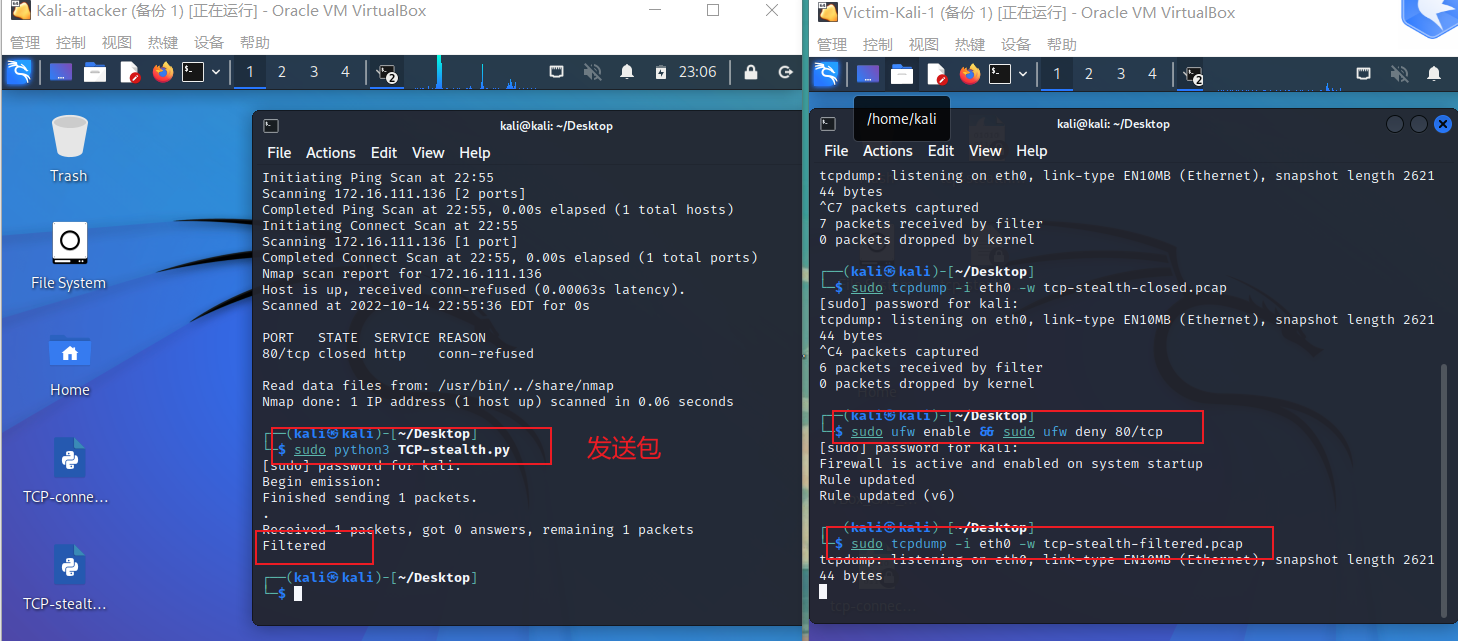 Kali-attacker (备份 1) [正在运行] - Oracle VM VirtualBox
管理 控制 视图 热键 设备 帮助
1 2 3 4 2 23:06
Trash
File System
Home
TCP-conne...
TCP-stealt...
kali@kali: ~/Desktop
File Actions Edit View Help
Initiating Ping Scan at 22:55
Scanning 172.16.111.136 [2 ports]
Completed Ping Scan at 22:55, 0.00s elapsed (1 total hosts)
Initiating Connect Scan at 22:55
Scanning 172.16.111.136 [1 port]
Completed Connect Scan at 22:55, 0.00s elapsed (1 total ports)
Nmap scan report for 172.16.111.136
Host is up, received conn-refused (0.00063s latency).
Scanned at 2022-10-14 22:55:36 EDT for 0s
PORT   STATE  SERVICE REASON
80/tcp closed http    conn-refused
Read data files from: /usr/bin/../share/nmap
Nmap done: 1 IP address (1 host up) scanned in 0.06 seconds
┌──(kali㉿kali)-[~/Desktop]
└─$ sudo python3 TCP-stealth.py
发送包
[sudo] password for kali:
Begin emission:
Finished sending 1 packets.
.
Received 1 packets, got 0 answers, remaining 1 packets
Filtered
┌──(kali㉿kali)-[~/Desktop]
└─$
Victim-Kali-1 (备份 1) [正在运行] - Oracle VM VirtualBox
管理 控制 视图 热键 设备 帮助
1 2 3 4 2
/home/kali
kali@kali: ~/Desktop
File Actions Edit View Help
tcpdump: listening on eth0, link-type EN10MB (Ethernet), snapshot length 2621
44 bytes
^C7 packets captured
7 packets received by filter
0 packets dropped by kernel
┌──(kali㉿kali)-[~/Desktop]
└─$ sudo tcpdump -i eth0 -w tcp-stealth-closed.pcap
[sudo] password for kali:
tcpdump: listening on eth0, link-type EN10MB (Ethernet), snapshot length 2621
44 bytes
^C4 packets captured
6 packets received by filter
0 packets dropped by kernel
┌──(kali㉿kali)-[~/Desktop]
└─$ sudo ufw enable && sudo ufw deny 80/tcp
[sudo] password for kali:
Firewall is active and enabled on system startup
Rule updated
Rule updated (v6)
┌──(kali㉿kali)-[~/Desktop]
└─$ sudo tcpdump -i eth0 -w tcp-stealth-filtered.pcap
tcpdump: listening on eth0, link-type EN10MB (Ethernet), snapshot length 2621
44 bytes
tcp-connec...